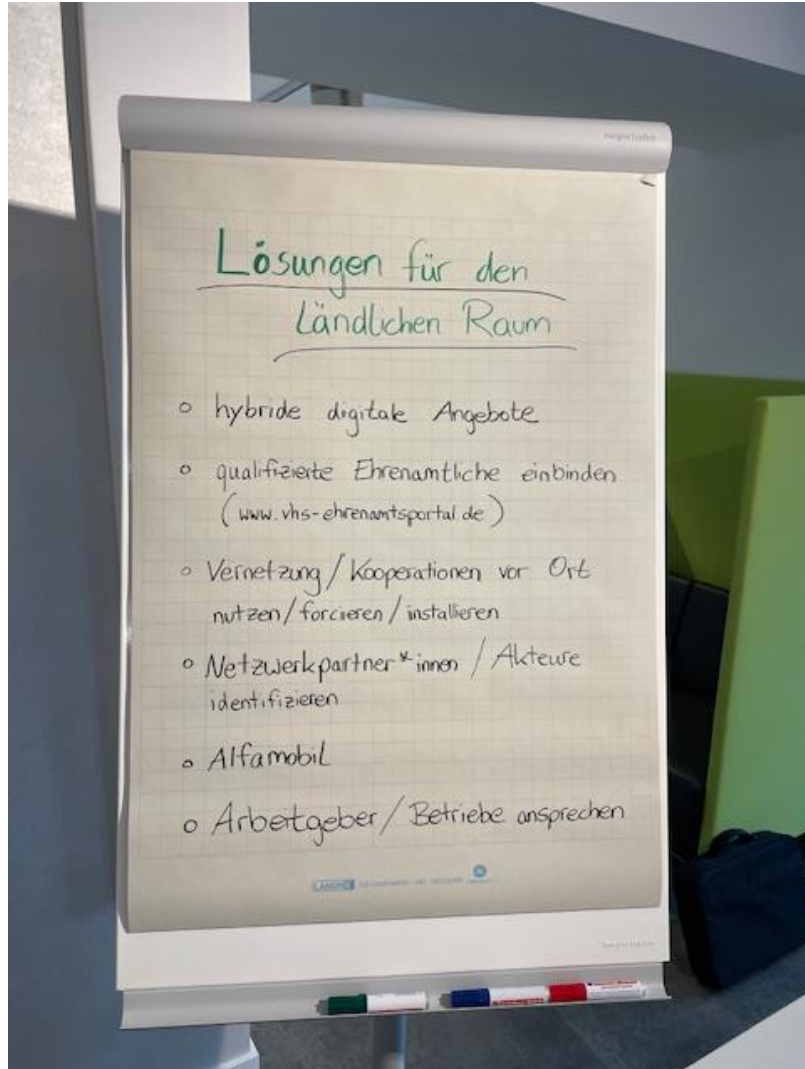 Lösungen für den
Ländlichen Raum
○ hybride digitale Angebote
○ qualifizierte Ehrenamtliche einbinden
(www.vhs-ehrenamtsportal.de)
○ Vernetzung/Kooperationen vor Ort
nutzen/forcieren/installieren
○ Netzwerkpartner*innen / Akteure
identifizieren
○ Alfamobil
○ Arbeitgeber/Betriebe ansprechen